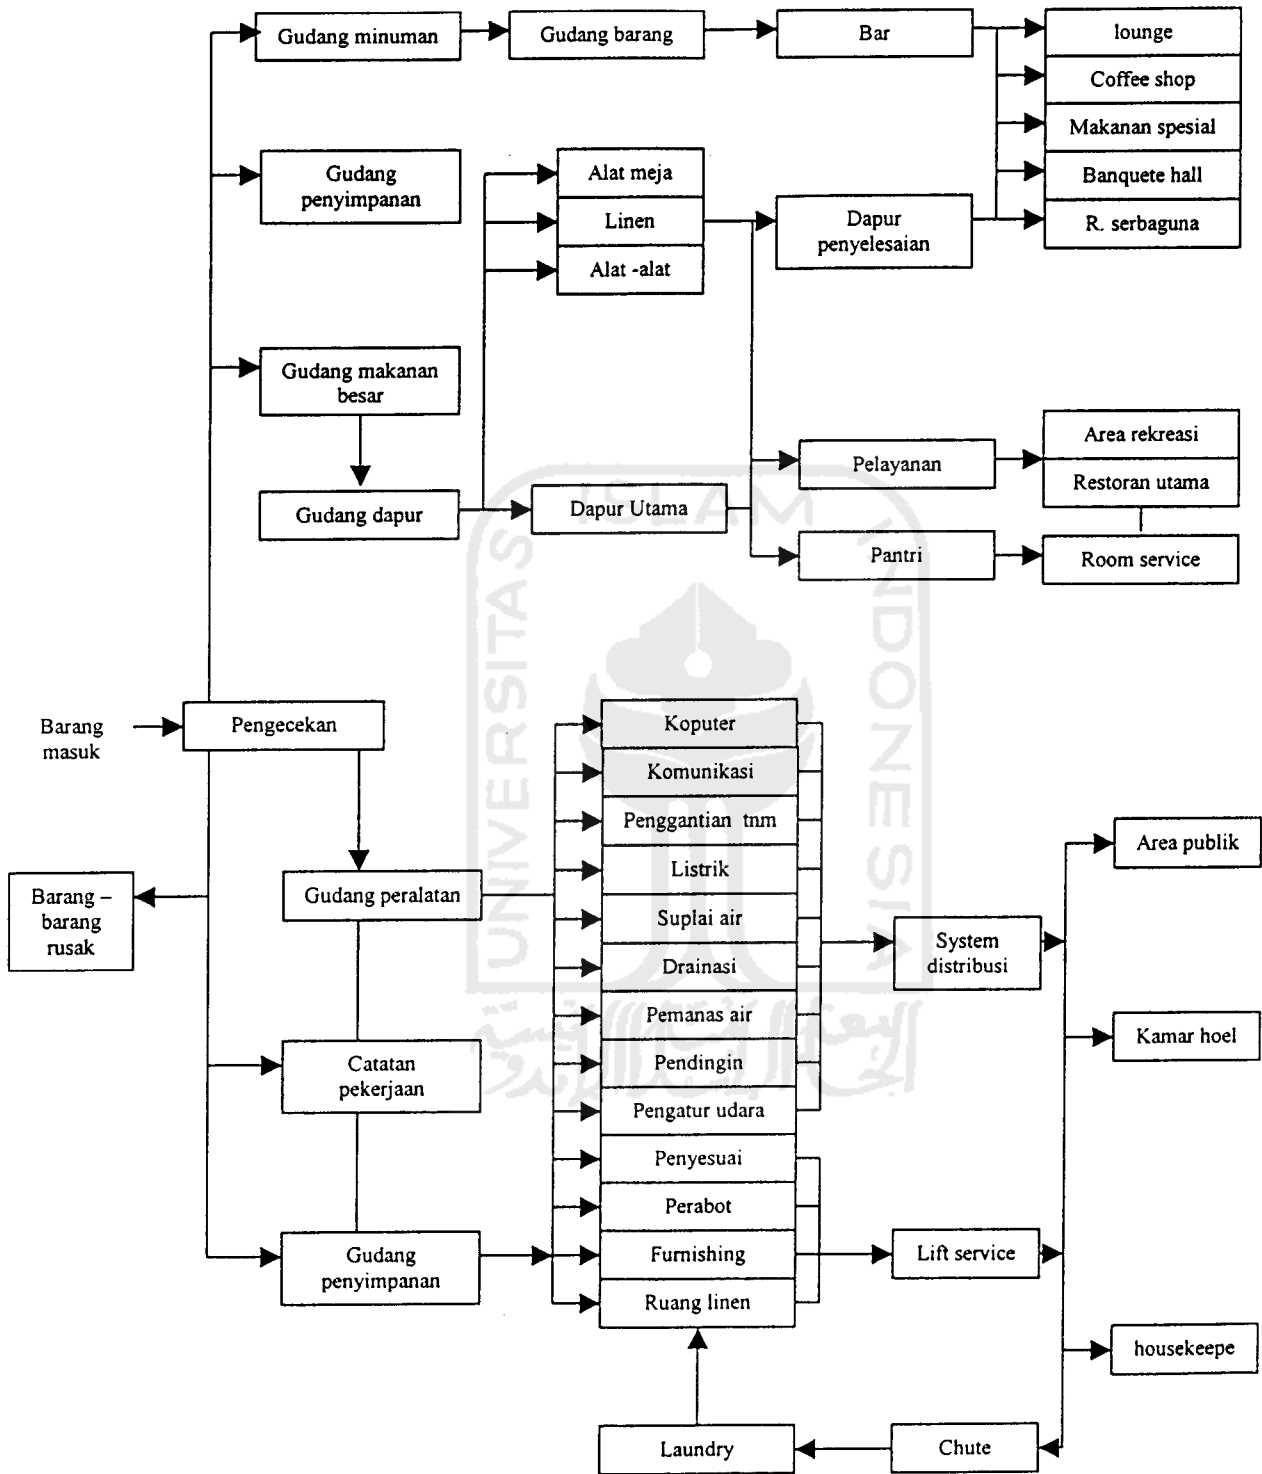 Gudang minuman
Gudang barang
Bar
lounge
Coffee shop
Makanan spesial
Banquete hall
R. serbaguna
Gudang
penyimpanan
Alat meja
Linen
Alat -alat
Dapur
penyelesaian
Gudang makanan
besar
Gudang dapur
Dapur Utama
Pelayanan
Area rekreasi
Restoran utama
Pantri
Room service
Barang
masuk
Pengecekan
Koputer
Komunikasi
Penggantian tnm
Listrik
Suplai air
Drainasi
Pemanas air
Pendingin
Pengatur udara
Penyesuai
Perabot
Furnishing
Ruang linen
Barang –
barang
rusak
Gudang peralatan
Catatan
pekerjaan
Gudang
penyimpanan
System
distribusi
Lift service
Area publik
Kamar hoel
housekeepe
Laundry
Chute
UNIVERSITAS
ISLAM
INDONESIA